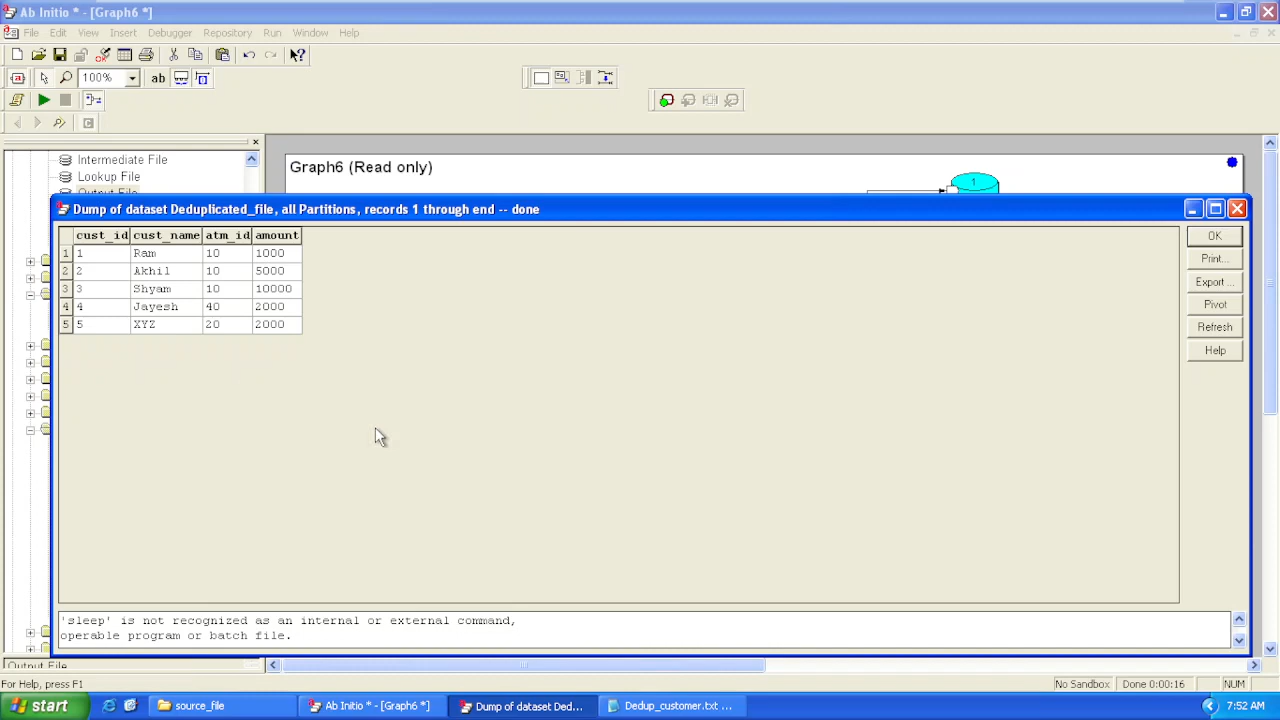 Ab Initio * - [Graph6 *]
File Edit View Insert Debugger Repository Run Window Help
100% ab
Intermediate File
Lookup File
Output File
Graph6 (Read only)
1
Dump of dataset Deduplicated_file, all Partitions, records 1 through end -- done
cust_id cust_name atm_id amount
1 1 Ram 10 1000
2 2 Akhil 10 5000
3 3 Shyam 10 10000
4 4 Jayesh 40 2000
5 5 XYZ 20 2000
OK
Print...
Export ...
Pivot
Refresh
Help
'sleep' is not recognized as an internal or external command,
operable program or batch file.
Output File
For Help, press F1 No Sandbox Done 0:00:16 NUM
start source_file Ab Initio * - [Graph6 *] Dump of dataset Ded... Dedup_customer.txt ... 7:52 AM